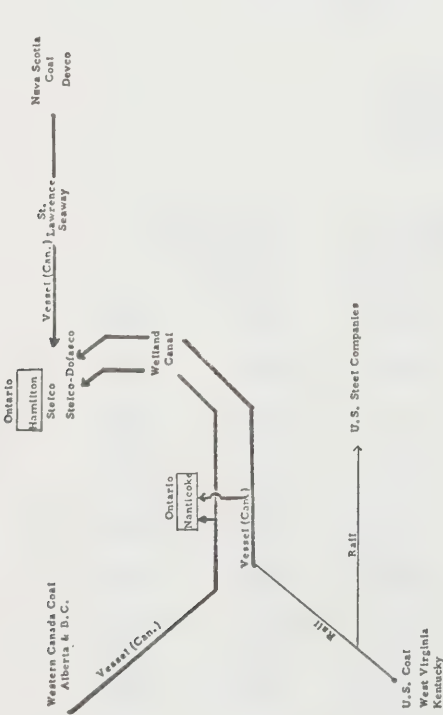 Nova Scotia
Coal
Devco
Vessel (Can.)
St.
Lawrence
Seaway
Ontario
Hamilton
Stelco
Stelco-Dofasco
Welland
Canal
Ontario
Nanticoke
Western Canada Coal
Alberta & B.C.
Vessel (Can.)
Vessel (Can.)
Rail
Rail
U.S. Steel Companies
U.S. Coal
West Virginia
Kentucky